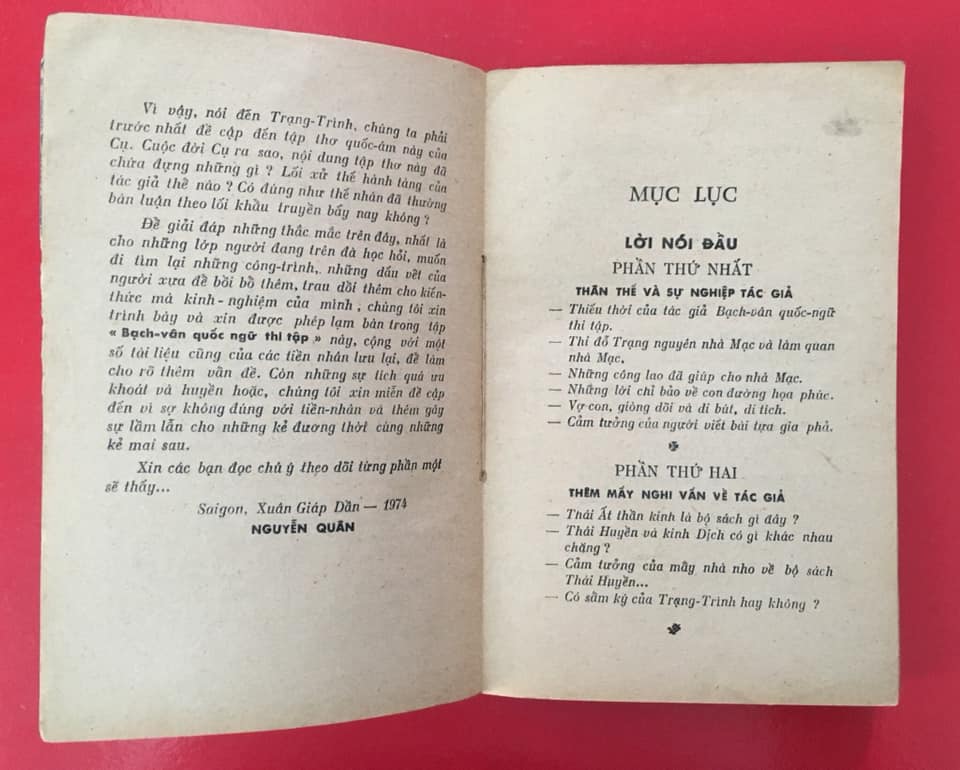 Vì vậy, nói đến Trạng-Trình, chúng ta phải
trước nhất đề cập đến tập thơ quốc-âm này của
Cụ. Cuộc đời Cụ ra sao, nội dung tập thơ này đã
chứa đựng những gì ? Lối xử thế hành tàng của
tác giả thế nào ? Có đúng như thế nhân đã thường
bàn luận theo lối khẩu truyền bấy nay không ?
Để giải đáp những thắc mắc trên đây, nhất là
cho những lớp người đang trên đà học hỏi, muốn
đi tìm lại những công-trình, những dấu vết của
người xưa để bồi bổ thêm, trau dồi thêm cho kiến-
thức mà kinh-nghiệm của mình, chúng tôi xin
trình bày và xin được phép lạm bàn trong tập
« Bạch-vân quốc ngữ thi tập » này, cộng với một
số tài liệu cũng của các tiền nhân lưu lại, để làm
cho rõ thêm vấn đề. Còn những sự tích quá ưu
khoát và huyền hoặc, chúng tôi xin miễn đề cập
đến vì sợ không đúng với tiền-nhân và thêm gây
sự lầm lẫn cho những kẻ đương thời cùng những
kẻ mai sau.
Xin các bạn đọc chú ý theo dõi từng phần một
sẽ thấy...
Saigon, Xuân Giáp Dần — 1974
NGUYỄN QUÂN
MỤC LỤC
LỜI NÓI ĐẦU
PHẦN THỨ NHẤT
THÂN THẾ VÀ SỰ NGHIỆP TÁC GIẢ
— Thiếu thời của tác giả Bạch-vân quốc-ngữ
thi tập.
— Thi đỗ Trạng nguyên nhà Mạc và làm quan
nhà Mạc.
— Những công lao đã giúp cho nhà Mạc.
— Những lời chỉ bảo về con đường họa phúc.
— Vợ con, giòng dõi và di bút, di tích.
— Cảm tưởng của người viết bài tựa gia phả.
PHẦN THỨ HAI
THÊM MẤY NGHI VẤN VỀ TÁC GIẢ
— Thái Ất thần kinh là bộ sách gì đây ?
— Thái Huyền và kinh Dịch có gì khác nhau
chăng ?
— Cảm tưởng của mấy nhà nho về bộ sách
Thái Huyền...
— Có sấm ký của Trạng-Trình hay không ?